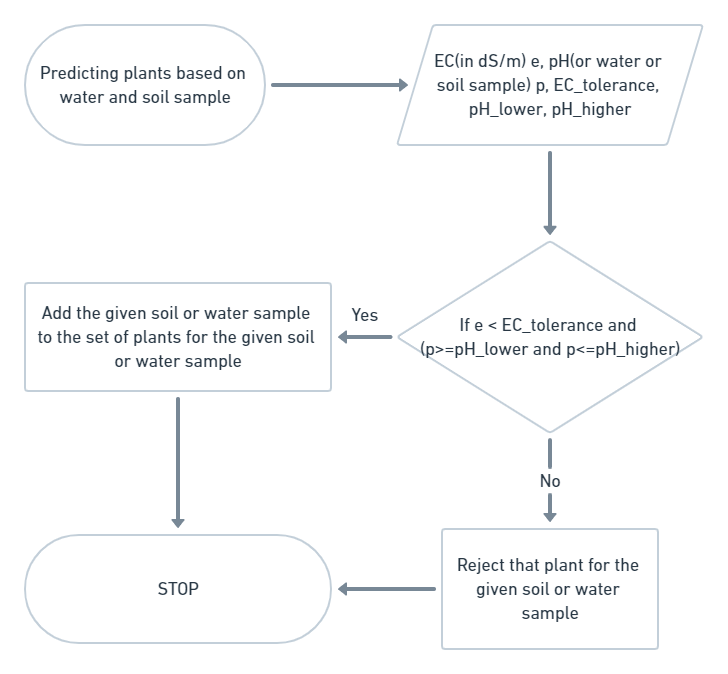 Predicting plants based on
water and soil sample
EC(in dS/m) e, pH(or water or
soil sample) p, EC_tolerance,
pH_lower, pH_higher
If e < EC_tolerance and
(p>=pH_lower and p<=pH_higher)
Yes
Add the given soil or water sample
to the set of plants for the given soil
or water sample
No
Reject that plant for the
given soil or water
sample
STOP